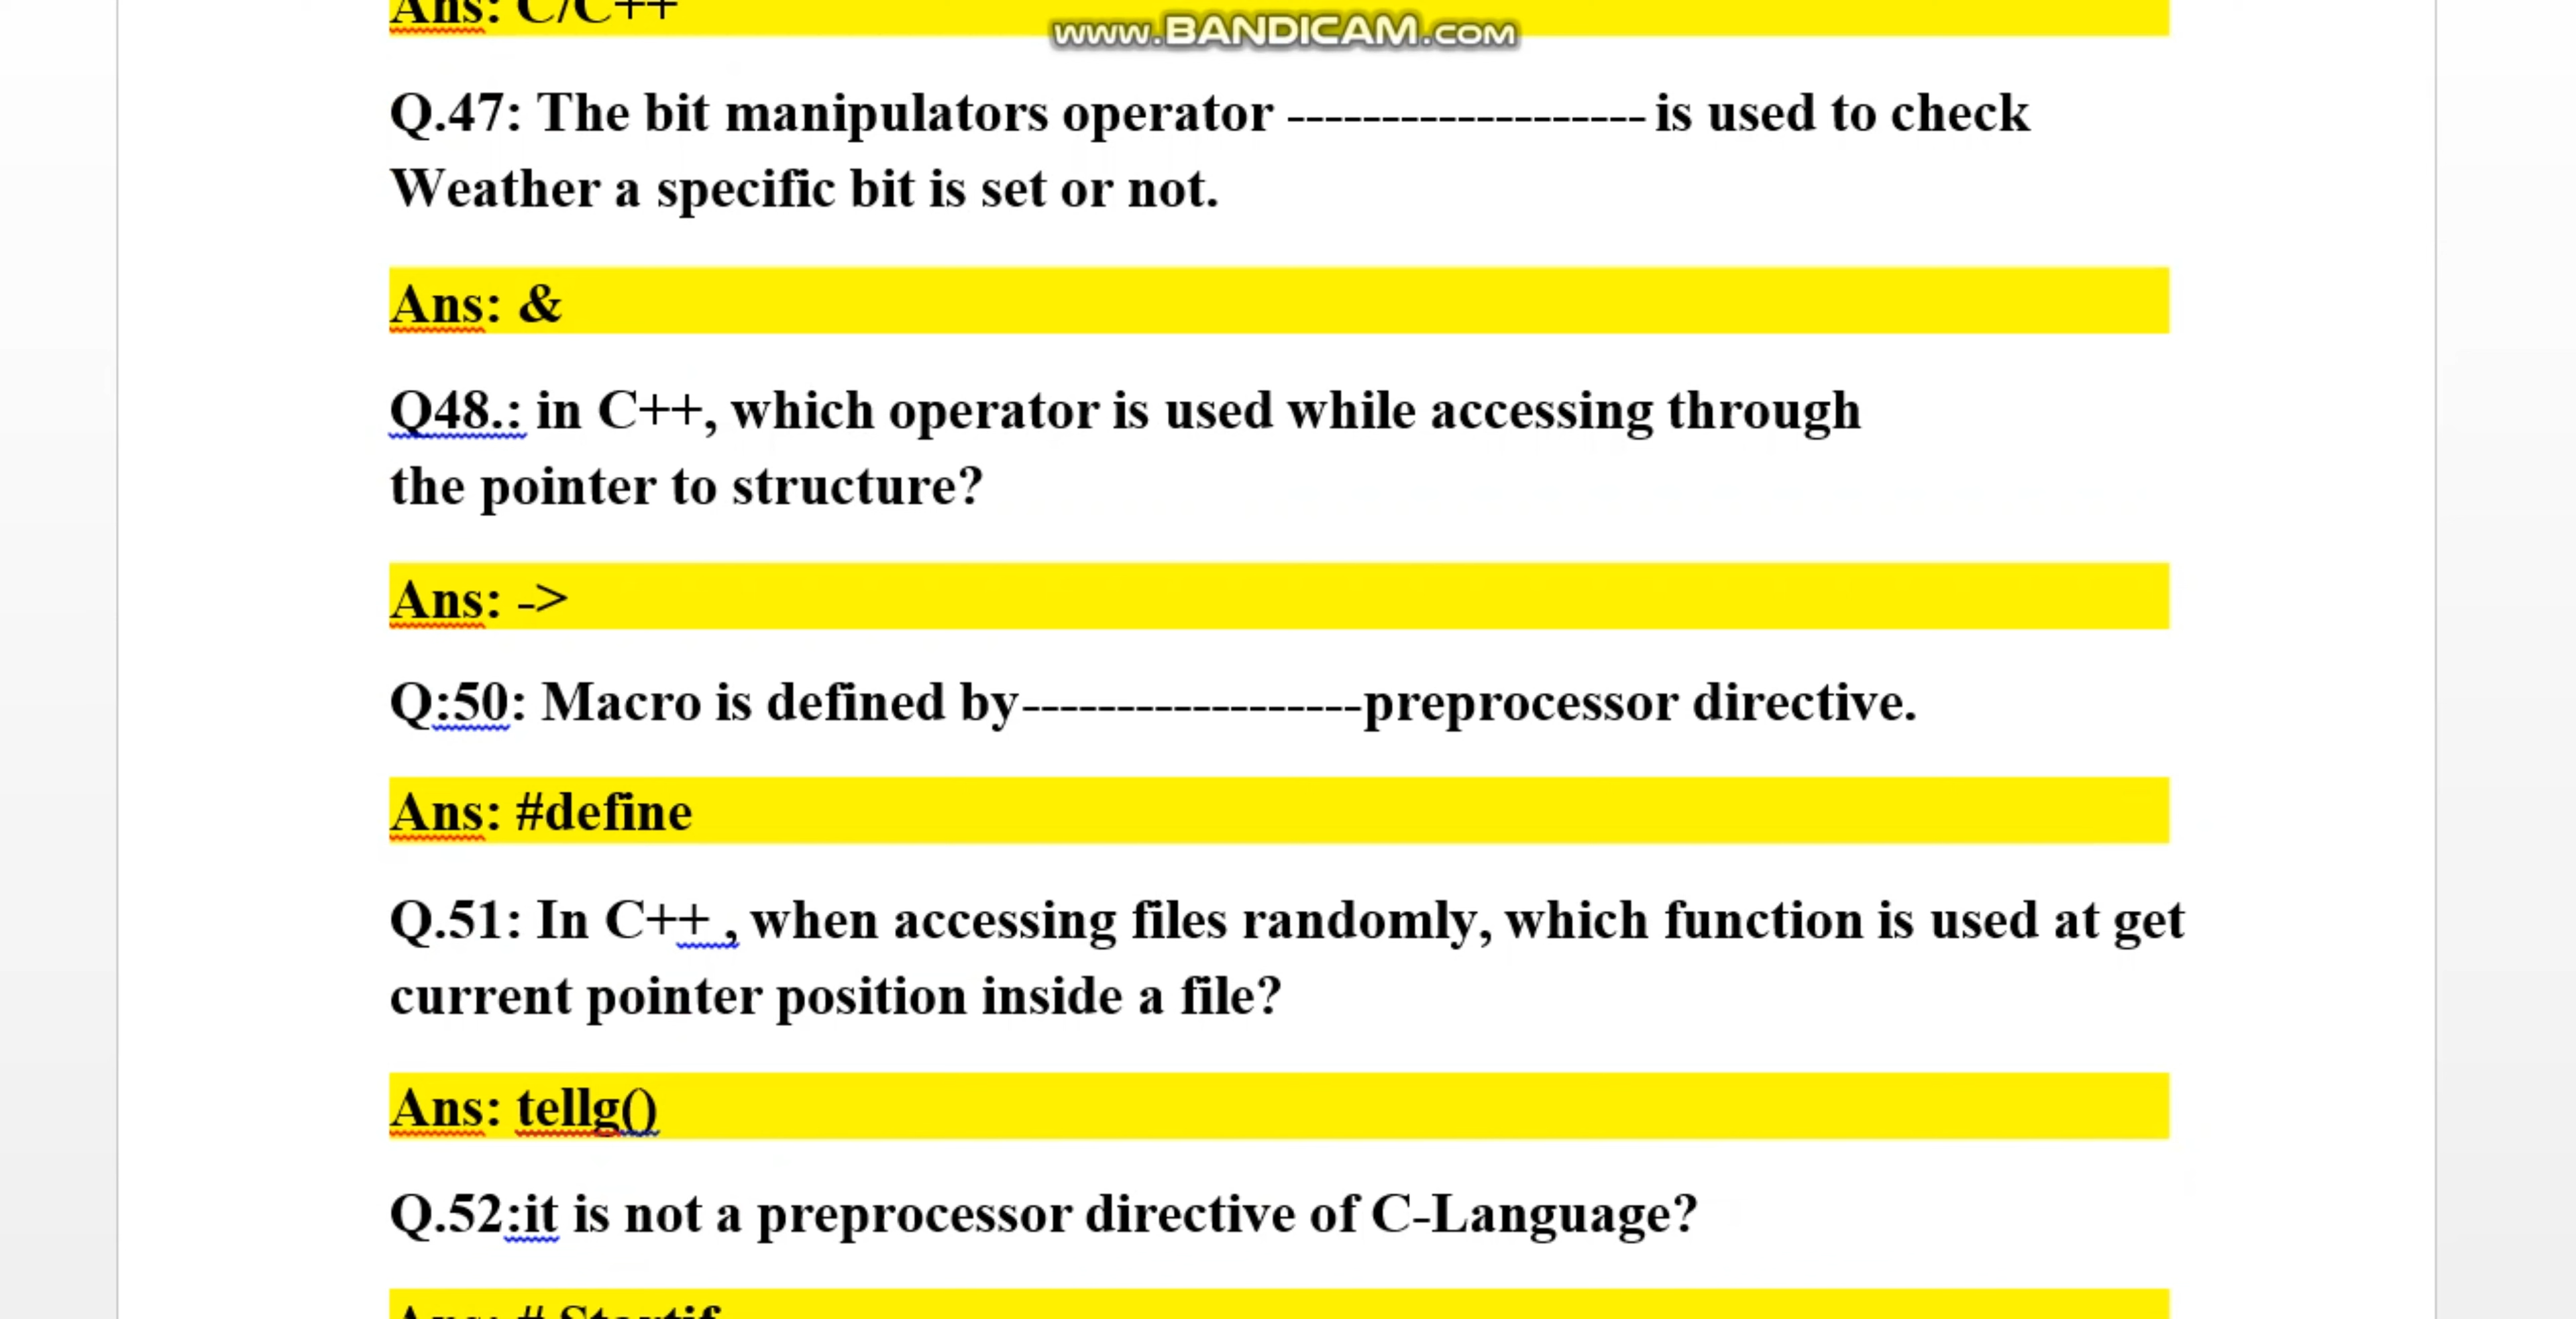 Ans: C/C++
www.BANDICAM.COM
Q.47: The bit manipulators operator ------------------- is used to check
Weather a specific bit is set or not.
Ans: &
Q48.: in C++, which operator is used while accessing through
the pointer to structure?
Ans: ->
Q:50: Macro is defined by------------------preprocessor directive.
Ans: #define
Q.51: In C++ , when accessing files randomly, which function is used at get
current pointer position inside a file?
Ans: tellg()
Q.52:it is not a preprocessor directive of C-Language?
Ans: # Startif